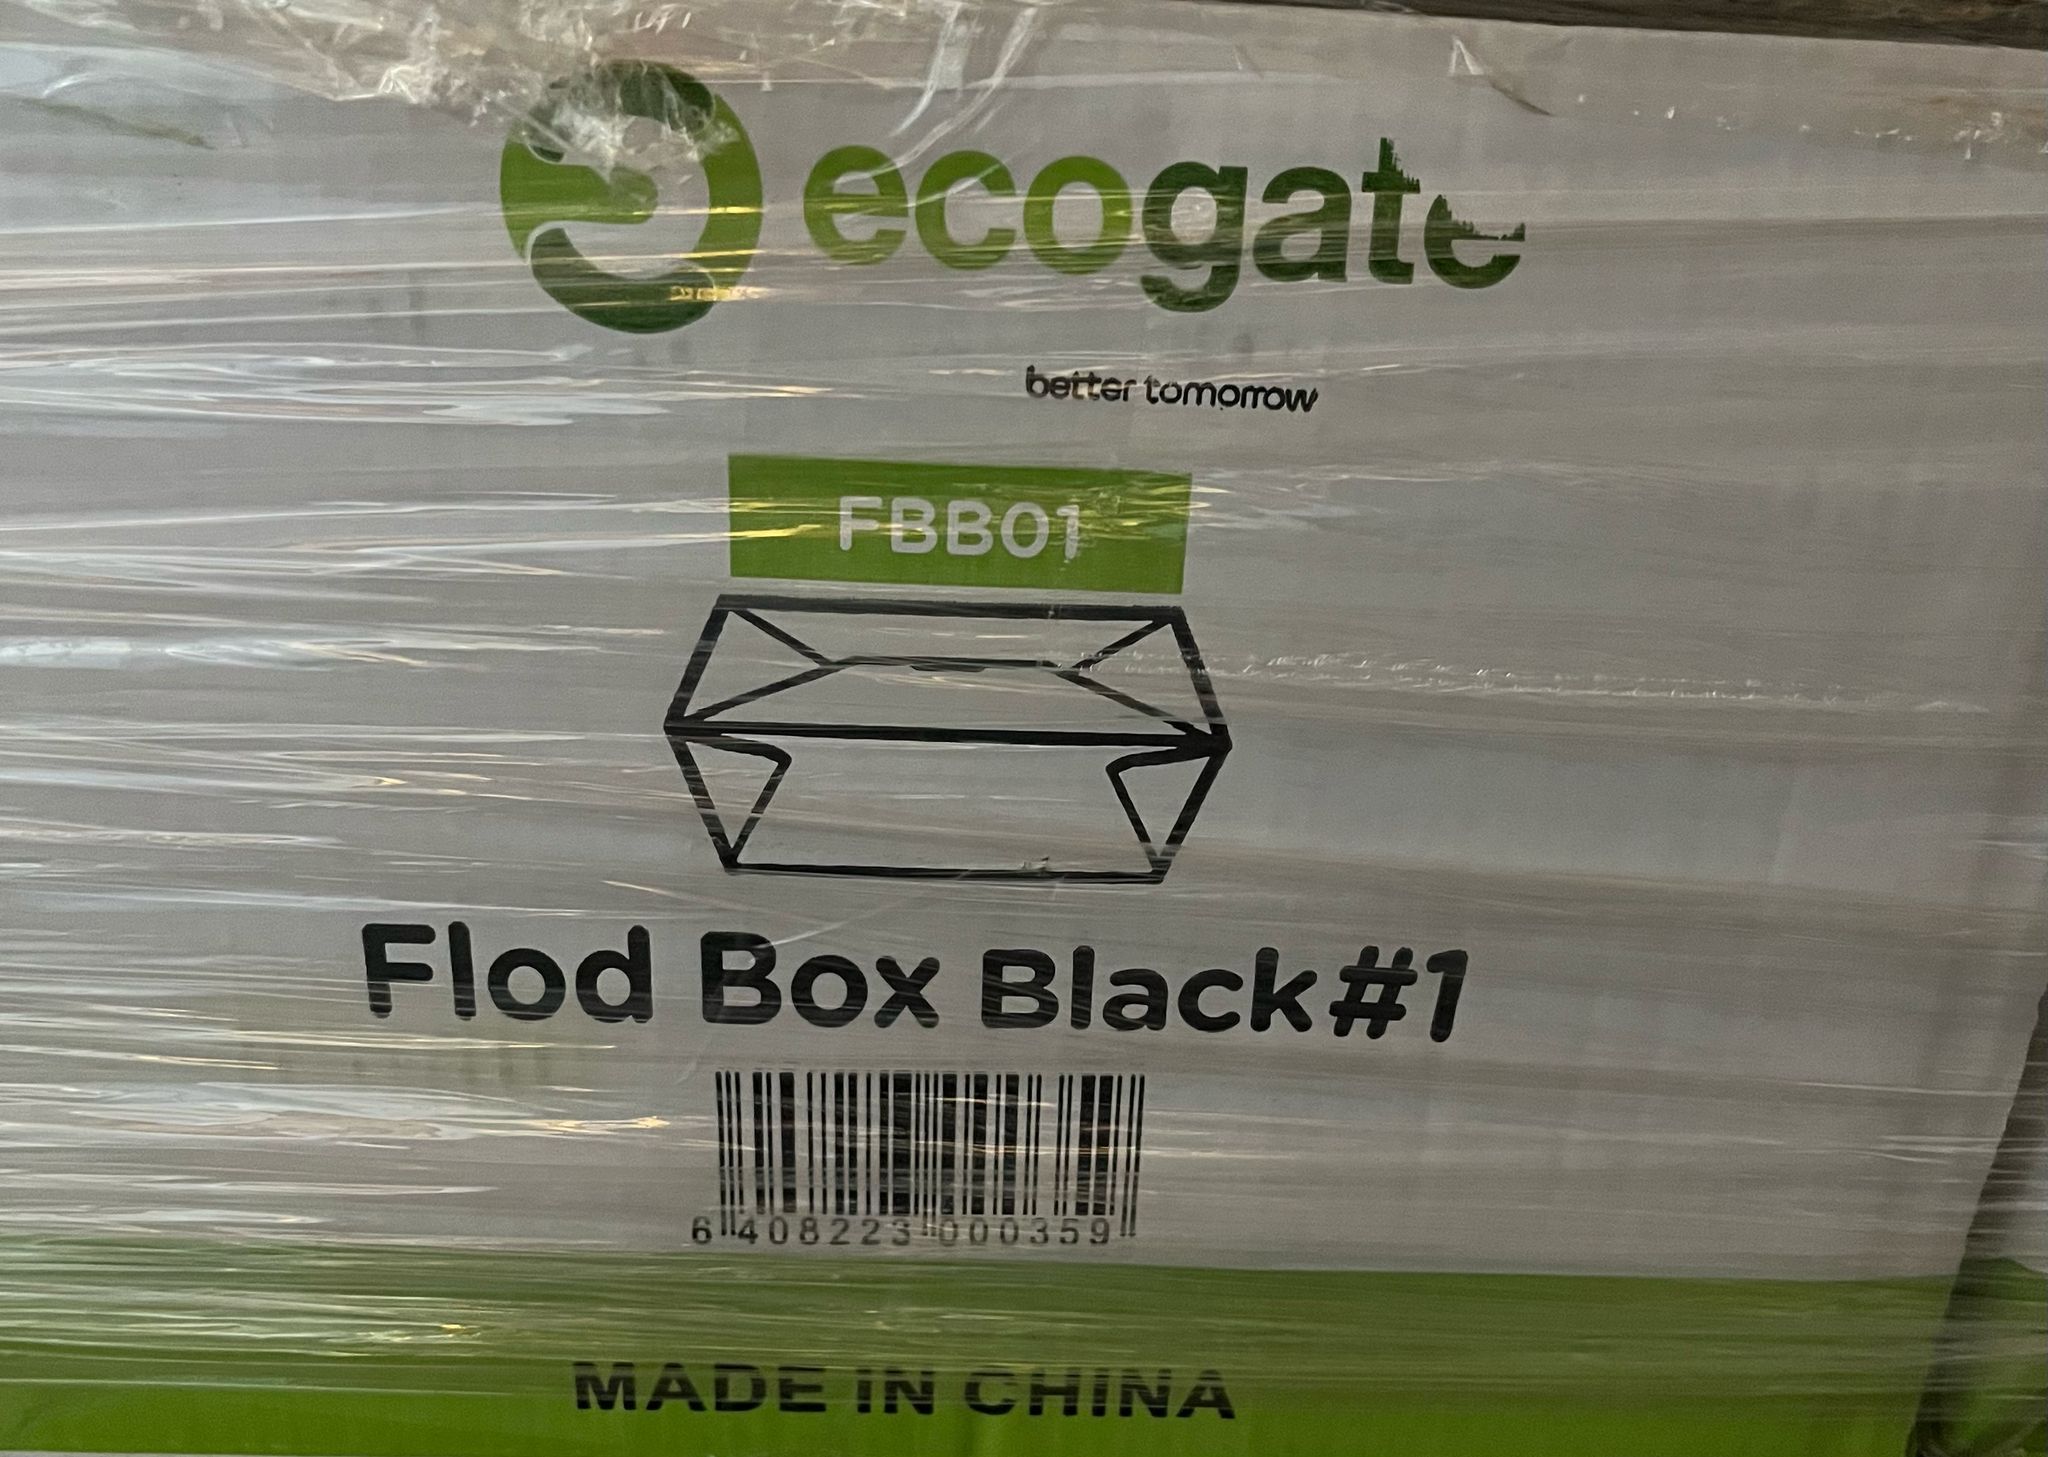 ecogate
better tomorrow
FBB01
Flod Box Black#1
6 408223 000359
MADE IN CHINA